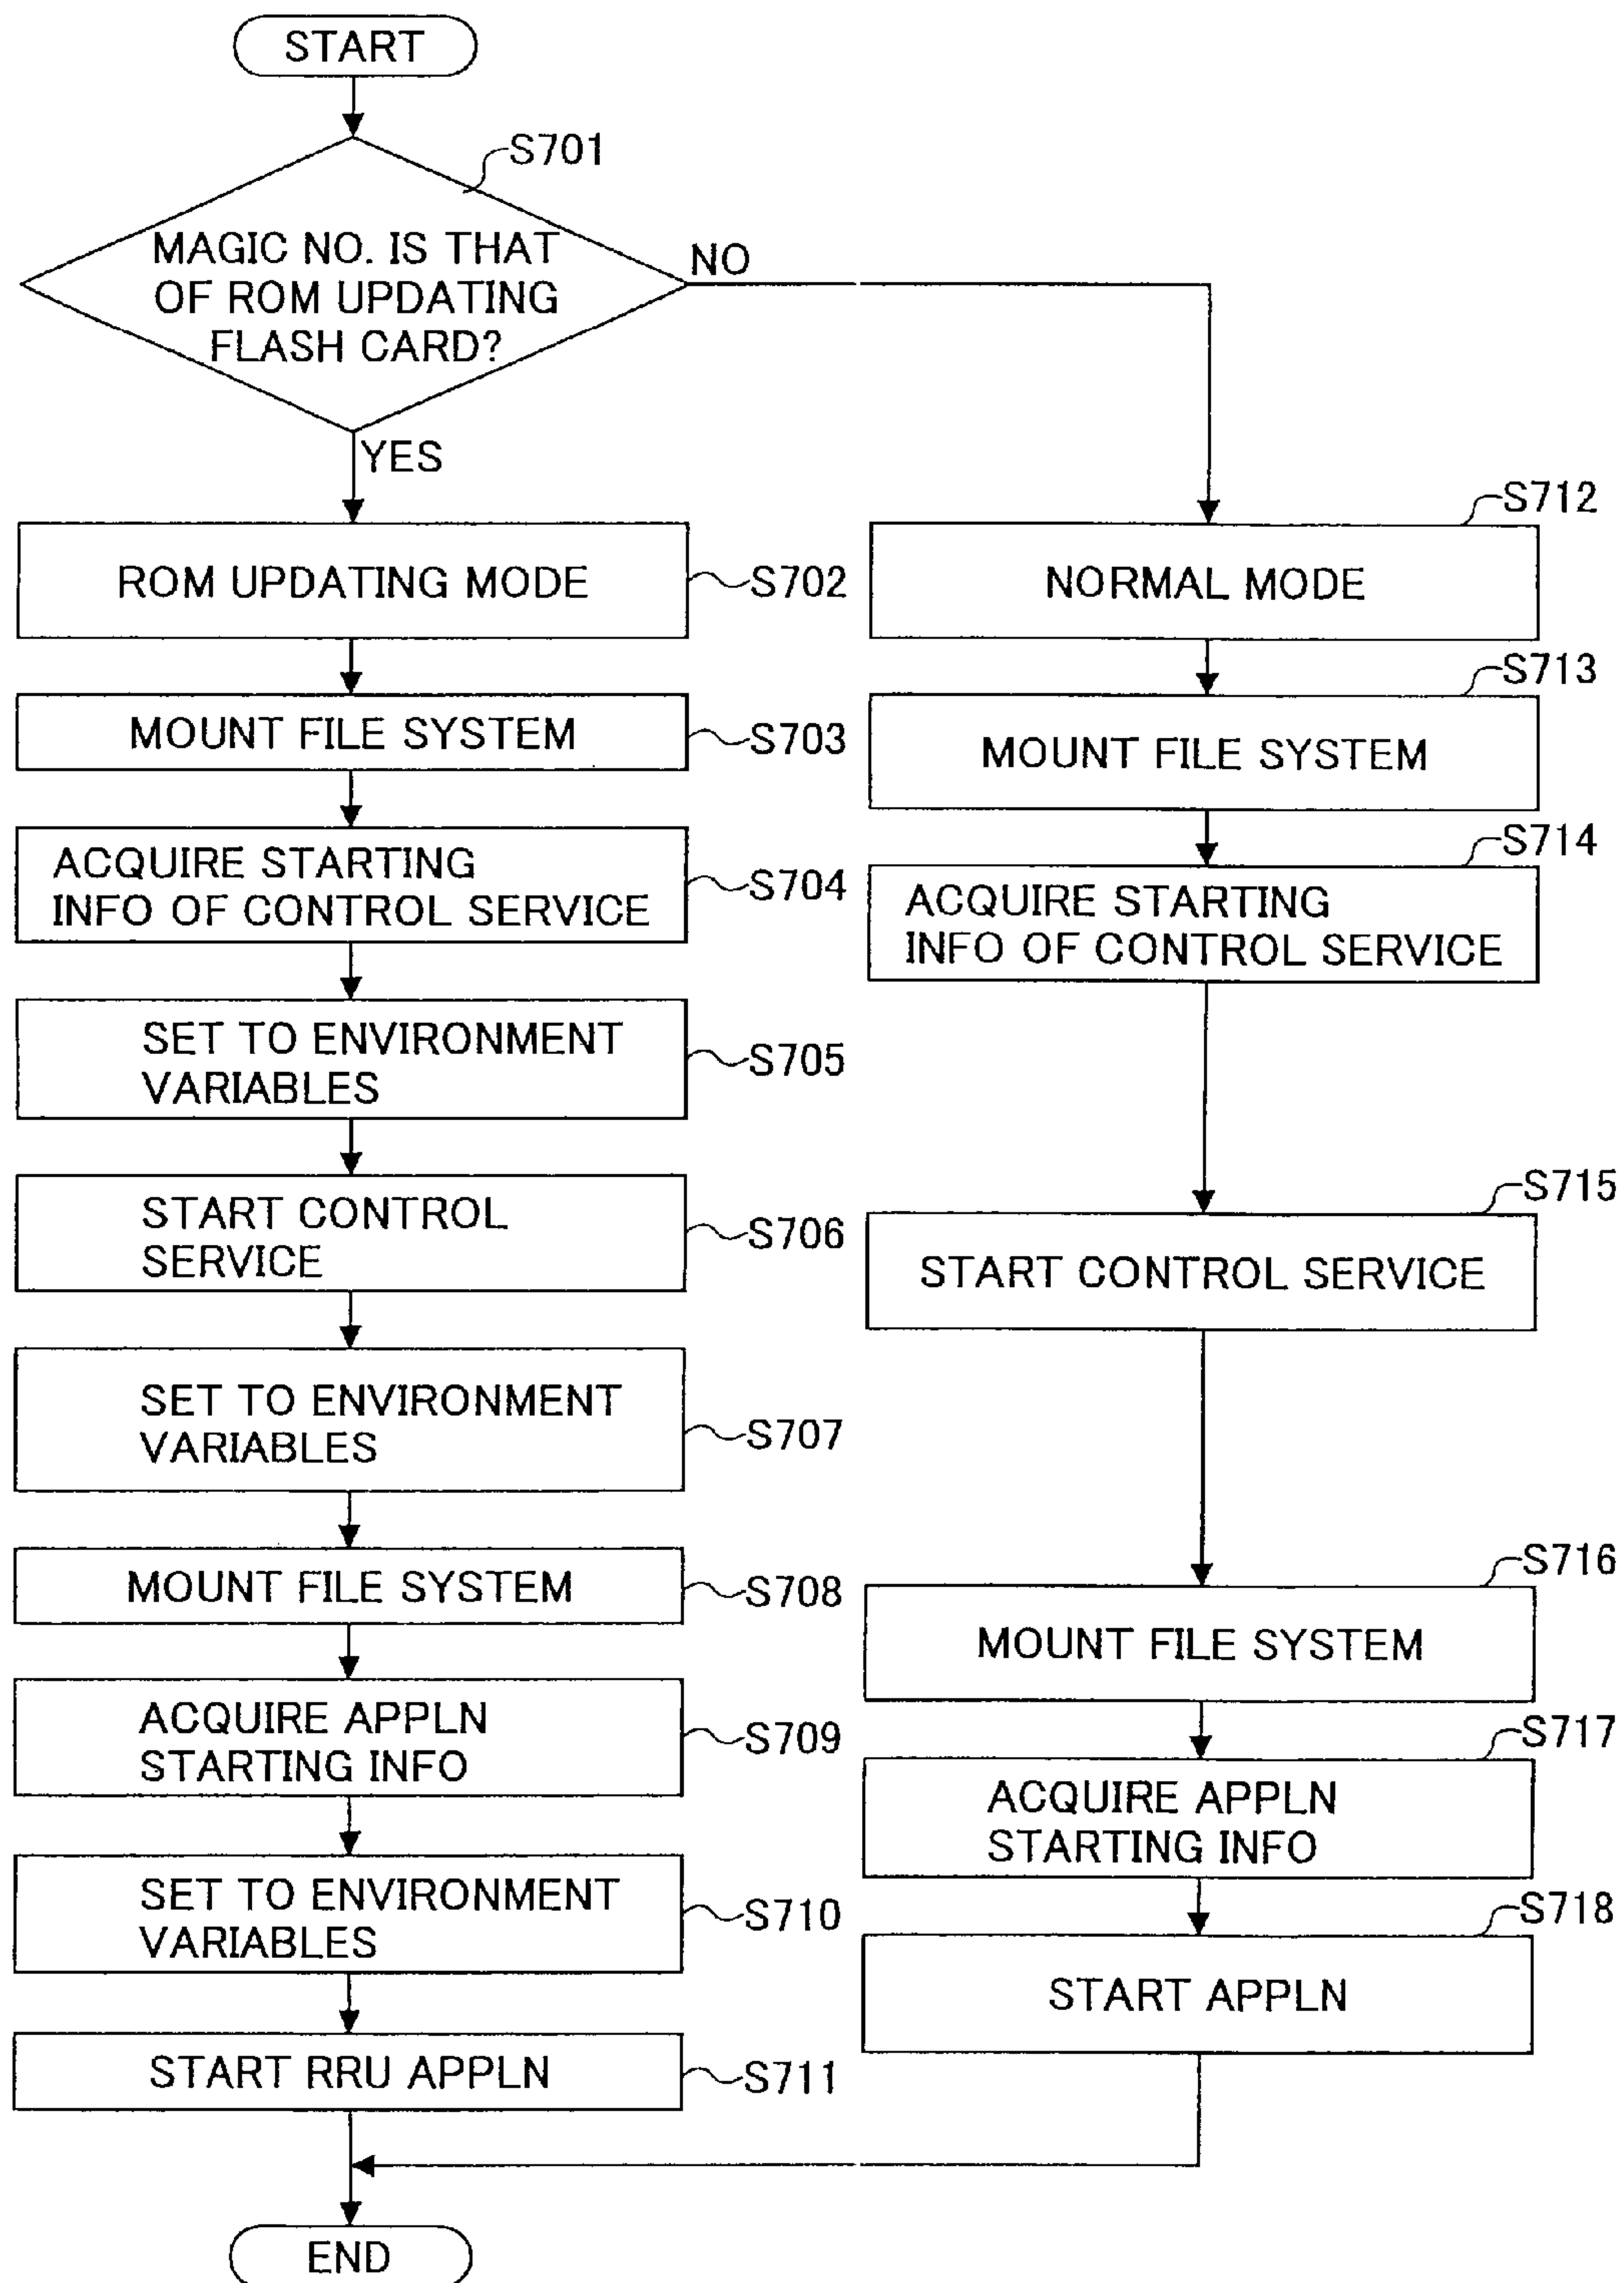 START
S701
MAGIC NO. IS THAT
OF ROM UPDATING
FLASH CARD?
NO
YES
ROM UPDATING MODE
S702
MOUNT FILE SYSTEM
S703
ACQUIRE STARTING
INFO OF CONTROL SERVICE
S704
SET TO ENVIRONMENT
VARIABLES
S705
START CONTROL
SERVICE
S706
SET TO ENVIRONMENT
VARIABLES
S707
MOUNT FILE SYSTEM
S708
ACQUIRE APPLN
STARTING INFO
S709
SET TO ENVIRONMENT
VARIABLES
S710
START RRU APPLN
S711
S712
NORMAL MODE
S713
MOUNT FILE SYSTEM
S714
ACQUIRE STARTING
INFO OF CONTROL SERVICE
S715
START CONTROL SERVICE
S716
MOUNT FILE SYSTEM
S717
ACQUIRE APPLN
STARTING INFO
S718
START APPLN
END